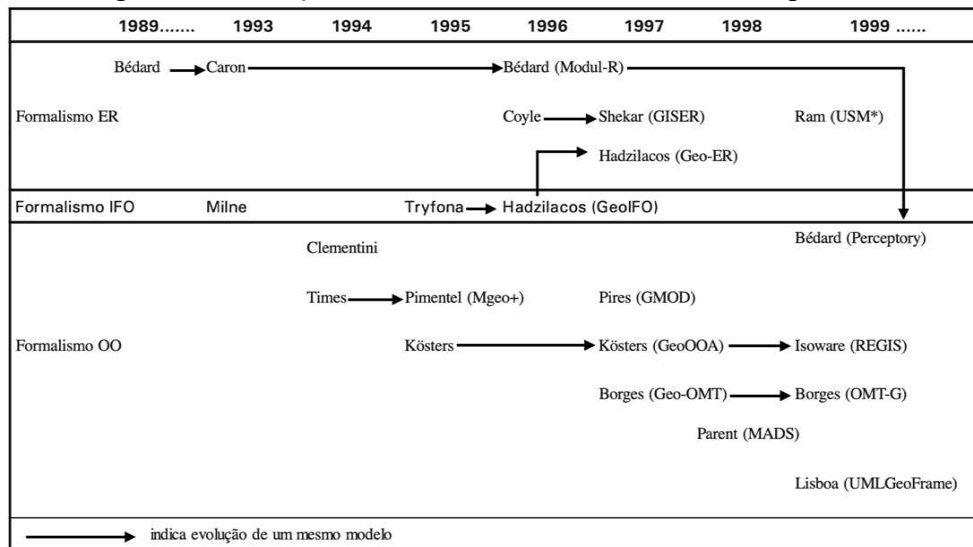 1989....... 1993 1994 1995 1996 1997 1998 1999 ......
Bédard Caron Bédard (Modul-R)
Formalismo ER Coyle Shekar (GISER) Ram (USM*)
Hadzilacos (Geo-ER)
Formalismo IFO Milne Tryfona Hadzilacos (GeoIFO)
Bédard (Perceptory)
Clementini
Times Pimentel (Mgeo+) Pires (GMOD)
Formalismo OO Kösters Kösters (GeoOOA) Isoware (REGIS)
Borges (Geo-OMT) Borges (OMT-G)
Parent (MADS)
Lisboa (UMLGeoFrame)
indica evolução de um mesmo modelo